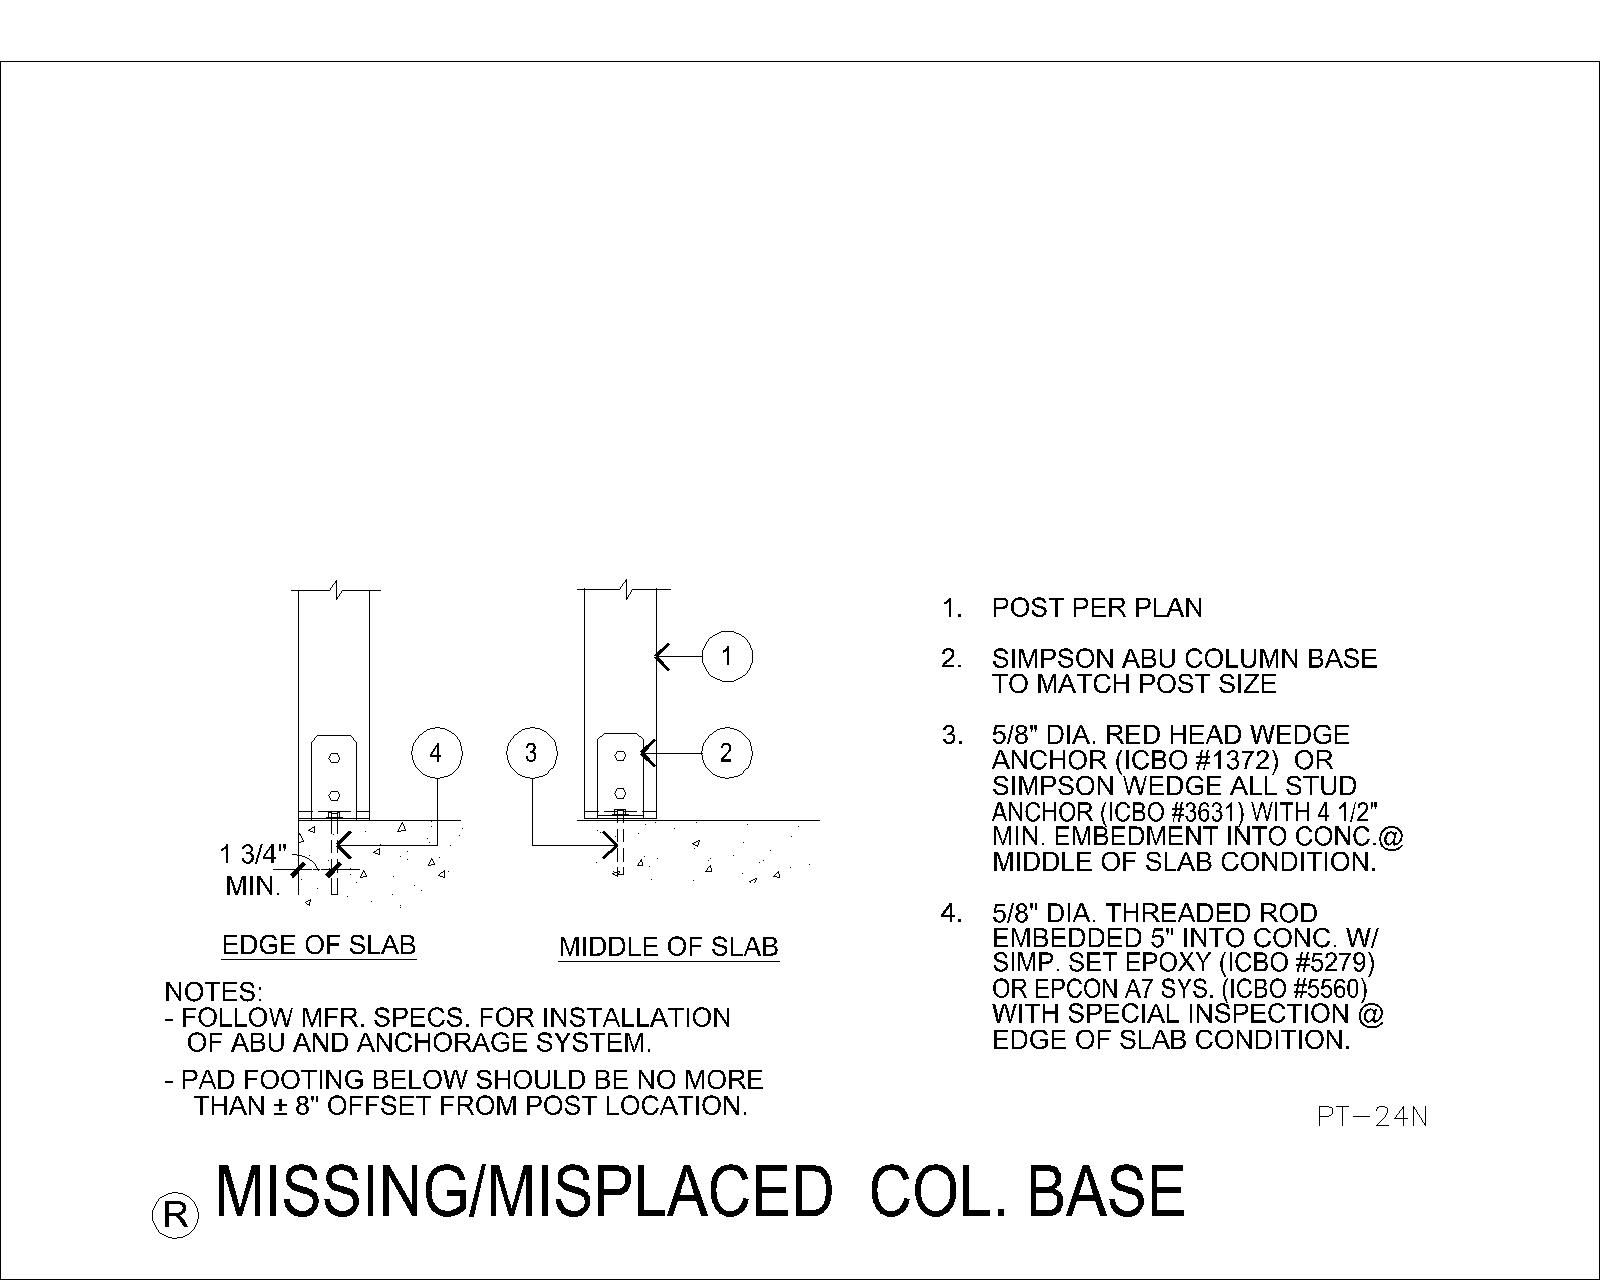 1
4
3
2
1 3/4"
MIN.
EDGE OF SLAB
MIDDLE OF SLAB
NOTES:
- FOLLOW MFR. SPECS. FOR INSTALLATION
OF ABU AND ANCHORAGE SYSTEM.
- PAD FOOTING BELOW SHOULD BE NO MORE
THAN ± 8" OFFSET FROM POST LOCATION.
1. POST PER PLAN
2. SIMPSON ABU COLUMN BASE
TO MATCH POST SIZE
3. 5/8" DIA. RED HEAD WEDGE
ANCHOR (ICBO #1372) OR
SIMPSON WEDGE ALL STUD
ANCHOR (ICBO #3631) WITH 4 1/2"
MIN. EMBEDMENT INTO CONC.@
MIDDLE OF SLAB CONDITION.
4. 5/8" DIA. THREADED ROD
EMBEDDED 5" INTO CONC. W/
SIMP. SET EPOXY (ICBO #5279)
OR EPCON A7 SYS. (ICBO #5560)
WITH SPECIAL INSPECTION @
EDGE OF SLAB CONDITION.
PT-24N
R MISSING/MISPLACED COL. BASE